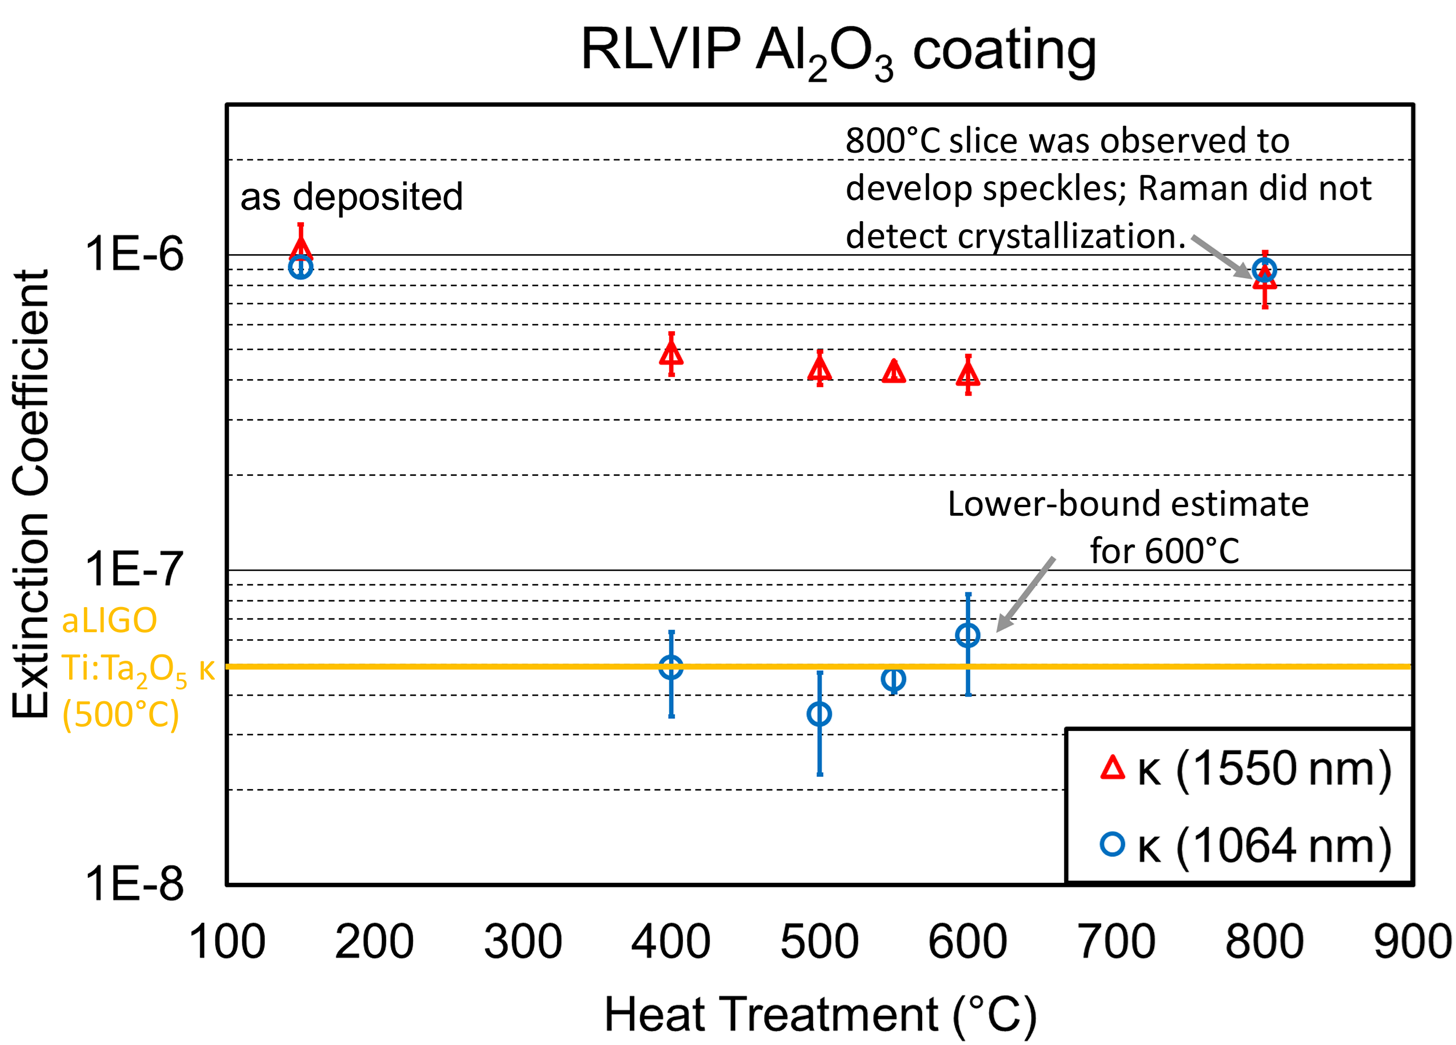 RLVIP Al₂O₃ coating
800°C slice was observed to
develop speckles; Raman did not
detect crystallization.
as deposited
1E-6
Lower-bound estimate
for 600°C
1E-7
aLIGO
Ti:Ta₂O₅ κ
(500°C)
1E-8
Extinction Coefficient
κ (1550 nm)
κ (1064 nm)
100 200 300 400 500 600 700 800 900
Heat Treatment (°C)